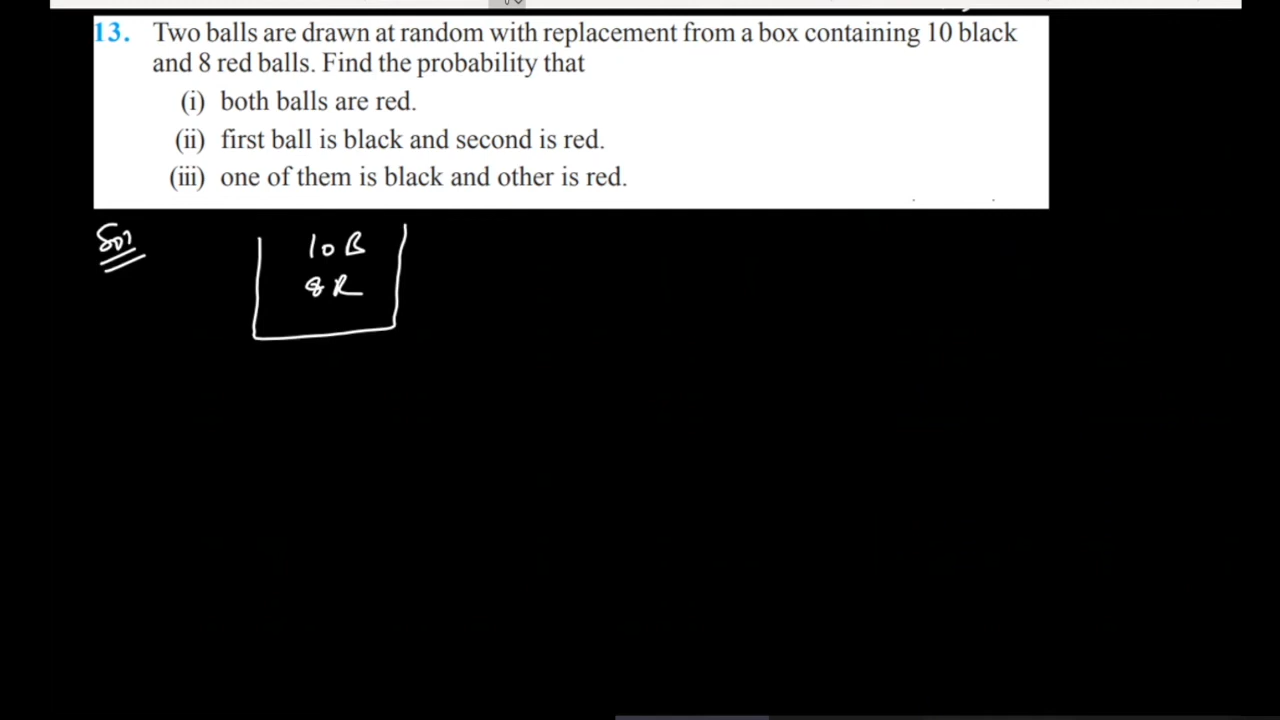 13. Two balls are drawn at random with replacement from a box containing 10 black
and 8 red balls. Find the probability that
(i) both balls are red.
(ii) first ball is black and second is red.
(iii) one of them is black and other is red.
Sol
10 B
8 R